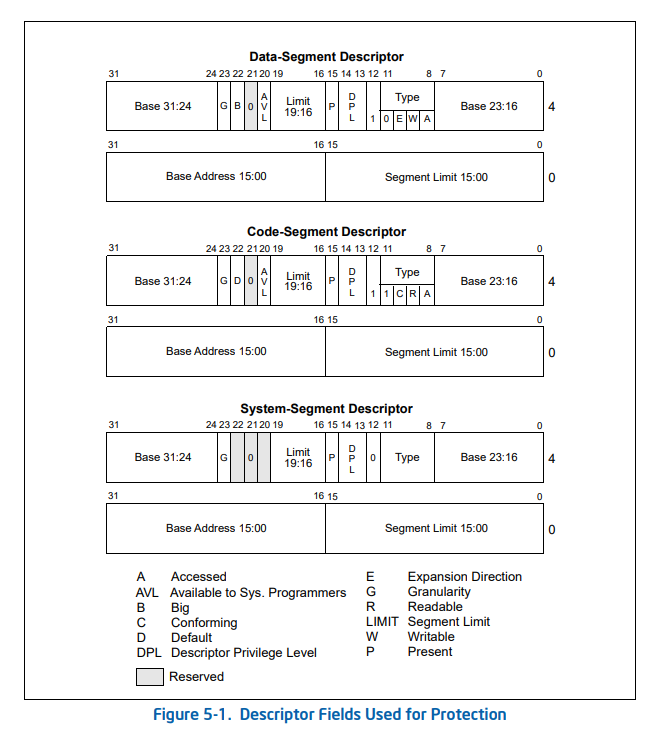 Data-Segment Descriptor
31 24 23 22 21 20 19 16 15 14 13 12 11 8 7 0
Base 31:24 G B 0 AVL Limit 19:16 P DPL 1 Type 0 E W A Base 23:16 4
31 16 15 0
Base Address 15:00 Segment Limit 15:00 0
Code-Segment Descriptor
31 24 23 22 21 20 19 16 15 14 13 12 11 8 7 0
Base 31:24 G D 0 AVL Limit 19:16 P DPL 1 Type 1 C R A Base 23:16 4
31 16 15 0
Base Address 15:00 Segment Limit 15:00 0
System-Segment Descriptor
31 24 23 22 21 20 19 16 15 14 13 12 11 8 7 0
Base 31:24 G 0 Limit 19:16 P DPL 0 Type Base 23:16 4
31 16 15 0
Base Address 15:00 Segment Limit 15:00 0
A Accessed
AVL Available to Sys. Programmers
B Big
C Conforming
D Default
DPL Descriptor Privilege Level
Reserved
E Expansion Direction
G Granularity
R Readable
LIMIT Segment Limit
W Writable
P Present
Figure 5-1. Descriptor Fields Used for Protection